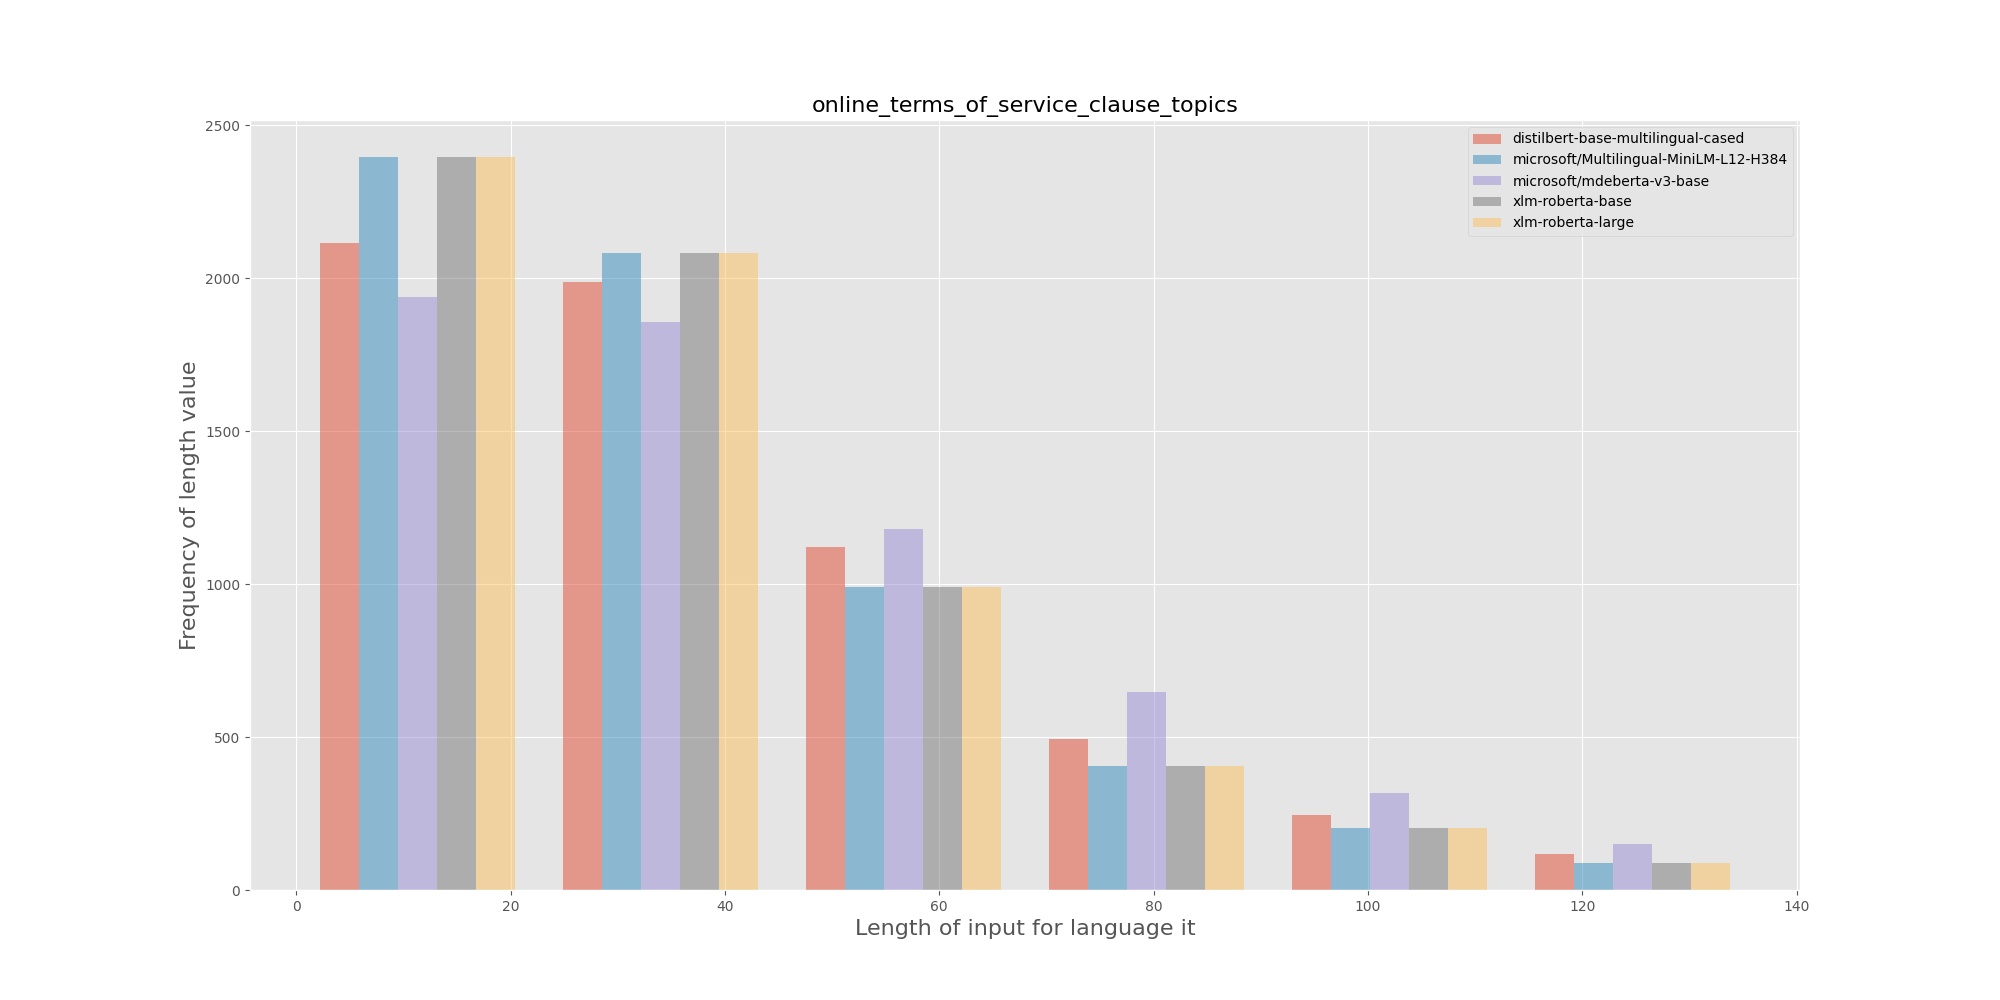 online_terms_of_service_clause_topics
distilbert-base-multilingual-cased
microsoft/Multilingual-MiniLM-L12-H384
microsoft/mdeberta-v3-base
xlm-roberta-base
xlm-roberta-large
Frequency of length value
2500
2000
1500
1000
500
0
0 20 40 60 80 100 120 140
Length of input for language it